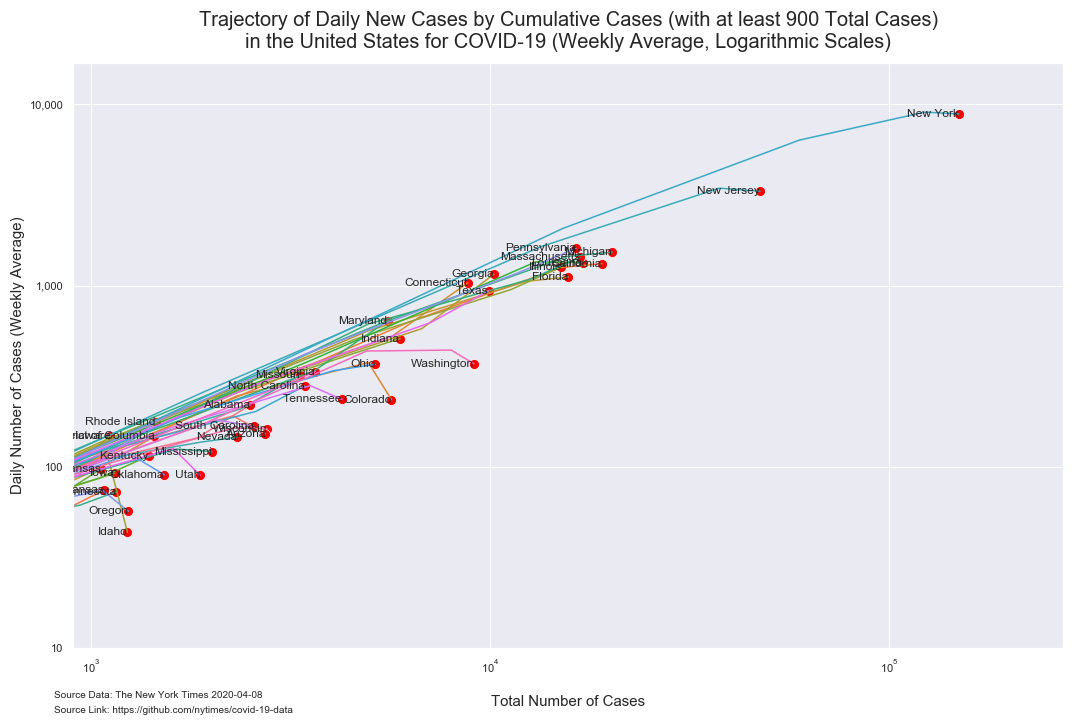 Trajectory of Daily New Cases by Cumulative Cases (with at least 900 Total Cases)
in the United States for COVID-19 (Weekly Average, Logarithmic Scales)
Daily Number of Cases (Weekly Average)
10,000
1,000
100
10
New York
New Jersey
Pennsylvania
Michigan
Massachusetts
Illinois
Georgia
Florida
Connecticut
Texas
Maryland
Indiana
Ohio
Washington
Virginia
Missouri
North Carolina
Tennessee
Colorado
Alabama
Rhode Island
South Carolina
Wisconsin
Arizona
Nevada
Columbia
Kentucky
Mississippi
Iowa
Oklahoma
Utah
Oregon
Idaho
10³
10⁴
10⁵
Total Number of Cases
Source Data: The New York Times 2020-04-08
Source Link: https://github.com/nytimes/covid-19-data